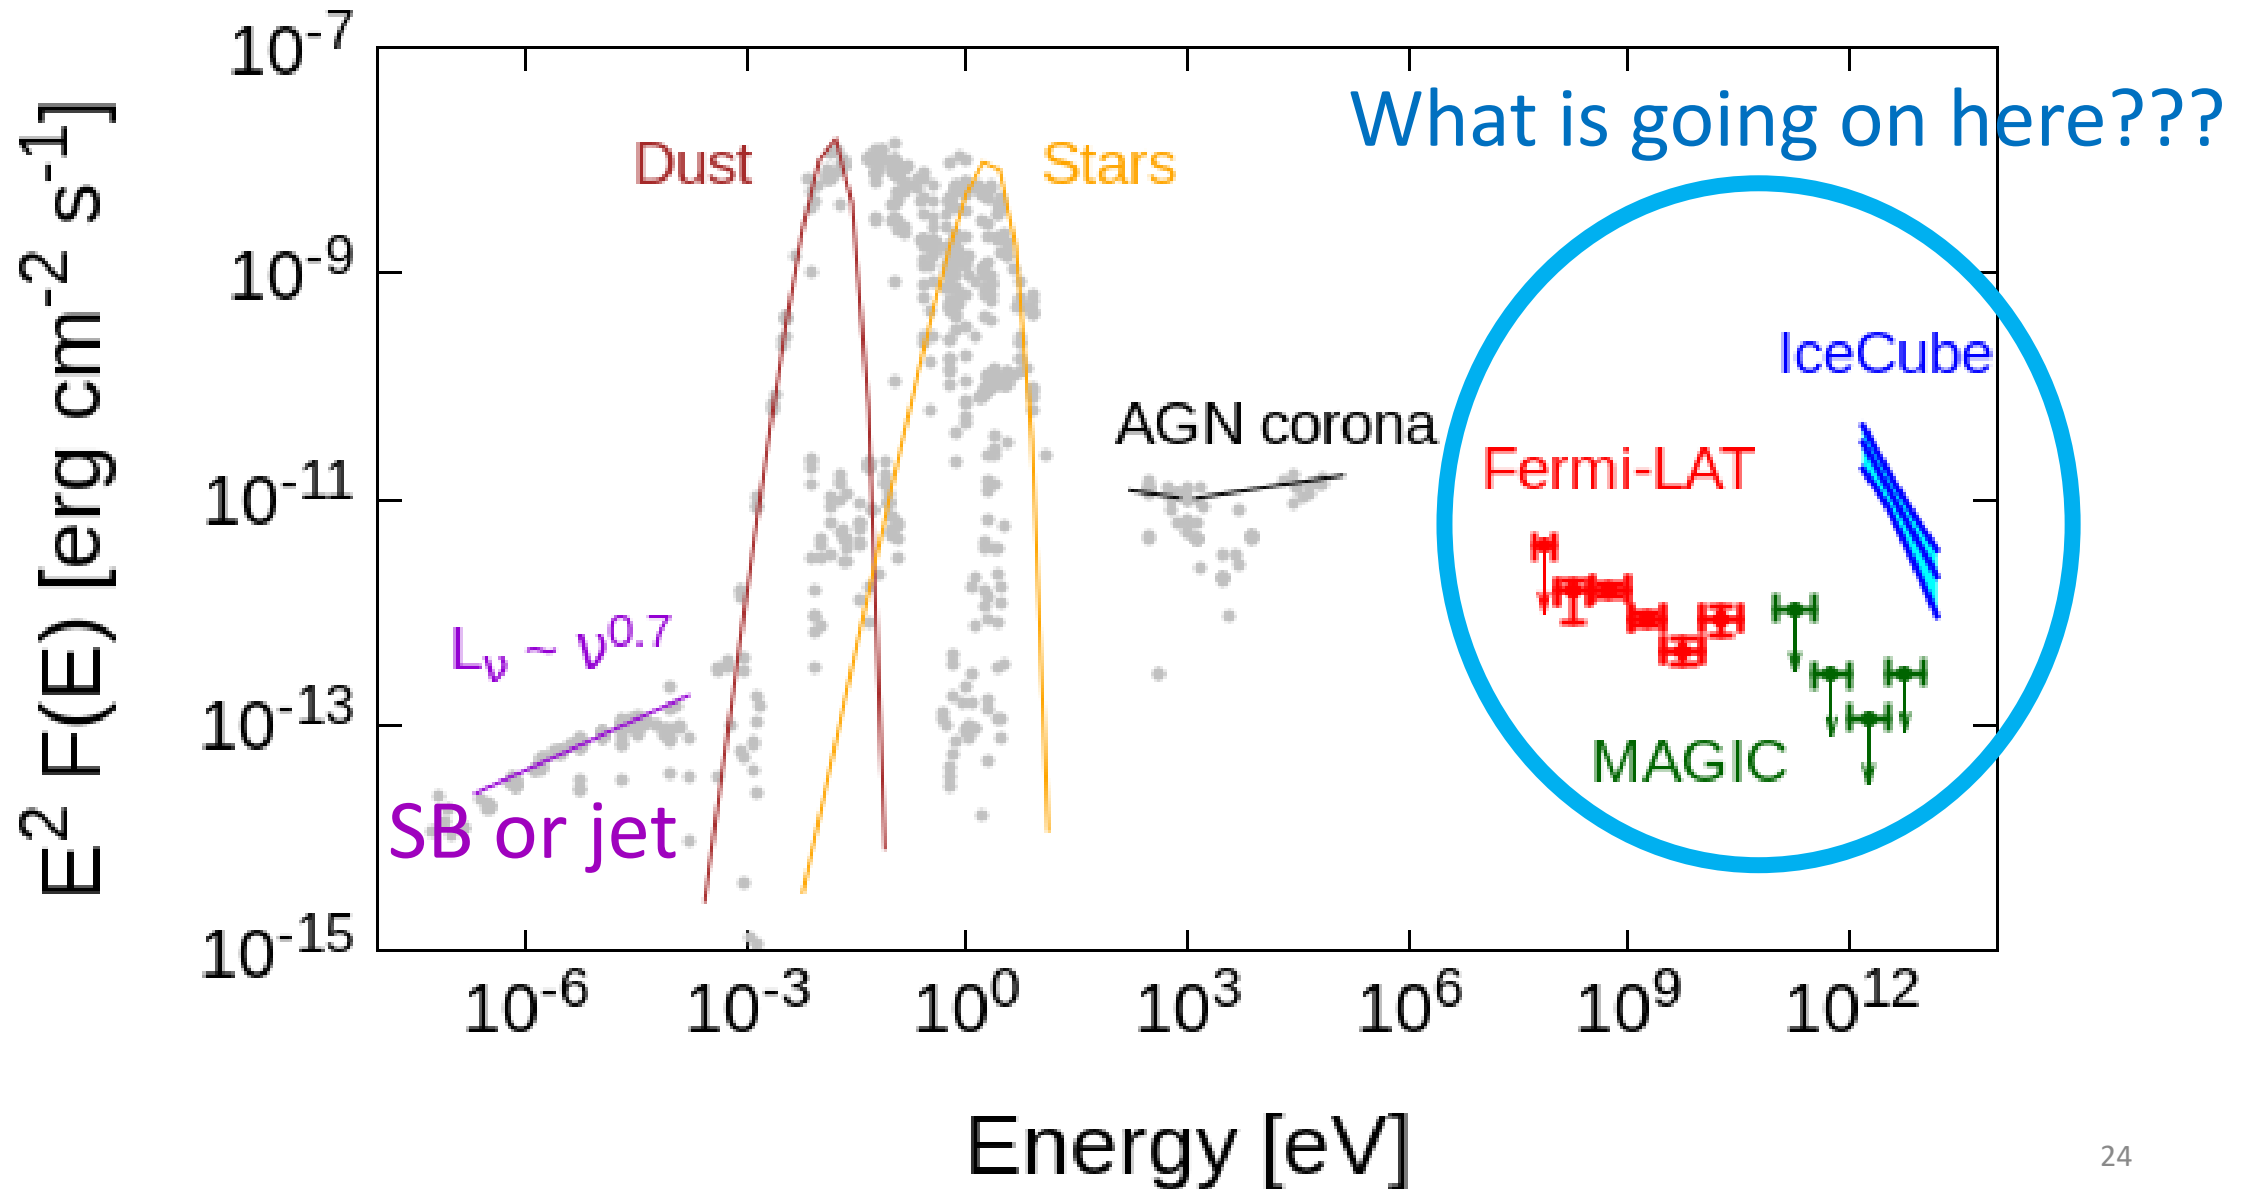 10⁻⁷
What is going on here???
Dust
Stars
10⁻⁹
IceCube
AGN corona
Fermi-LAT
10⁻¹¹
L_ν ~ ν^0.7
10⁻¹³
MAGIC
SB or jet
10⁻¹⁵
E² F(E) [erg cm⁻² s⁻¹]
10⁻⁶ 10⁻³ 10⁰ 10³ 10⁶ 10⁹ 10¹²
Energy [eV]
24